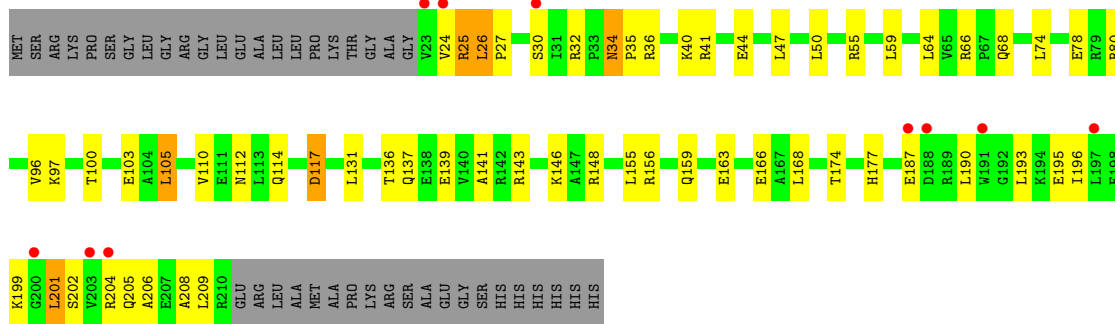 MET SER ARG LYS PRO SER GLY LEU GLY ARG GLY LEU GLU ALA LEU LEU PRO LYS THR GLY ALA GLY V23 V24 R25 L26 P27 S30 I31 R32 P33 N34 P35 R36 K40 R41 E44 L47 L50 R55 L59 L64 V65 R66 P67 Q68 L74 E78 R79
V96 K97 T100 E103 A104 L105 V110 E111 N112 L113 Q114 D117 L131 T136 Q137 E138 E139 V140 A141 R142 R143 K146 A147 R148 L155 R156 Q159 E163 E166 A167 L168 T174 H177 E187 D188 R189 L190 W191 G192 L193 K194 E195 I196 L197
K199 G200 L201 S202 V203 R204 Q205 A206 E207 A208 L209 R210 GLU ARG LEU ALA MET ALA PRO LYS ARG SER ALA GLU GLY SER HIS HIS HIS HIS HIS HIS